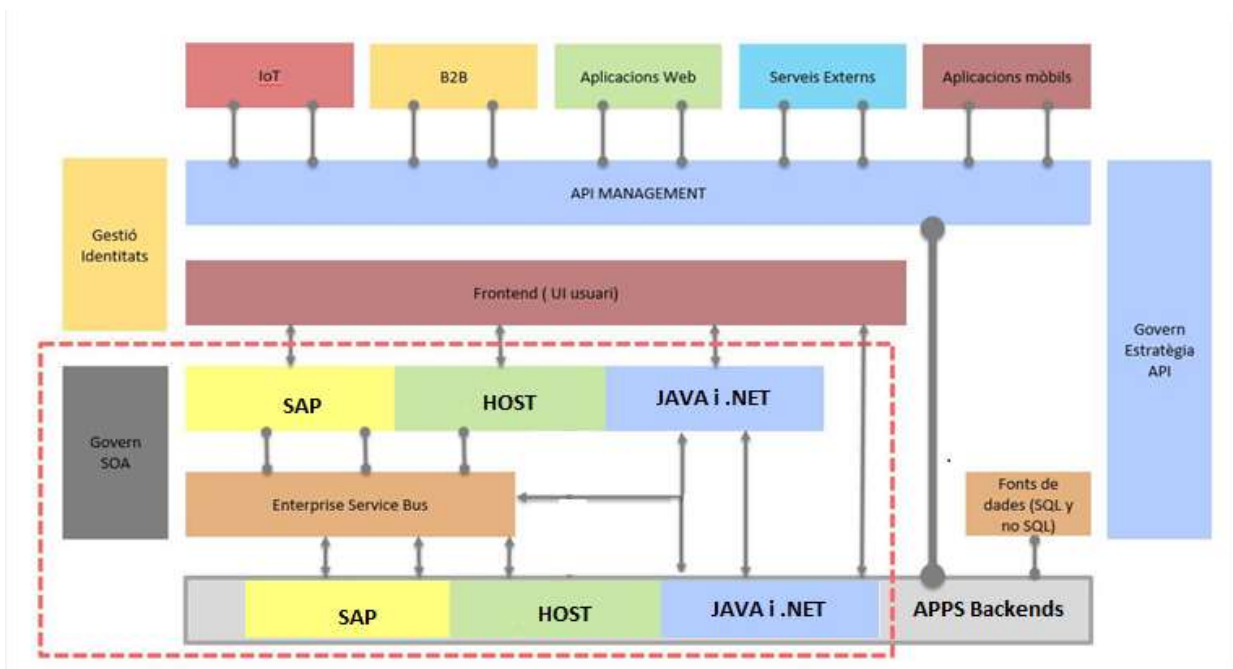 IoT
B2B
Aplicacions Web
Serveis Externs
Aplicacions mòbils
API MANAGEMENT
Gestió
Identitats
Frontend ( UI usuari)
Govern
Estratègia
API
SAP
HOST
JAVA i .NET
Govern
SOA
Enterprise Service Bus
Fonts de
dades (SQL y
no SQL)
SAP
HOST
JAVA i .NET
APPS Backends